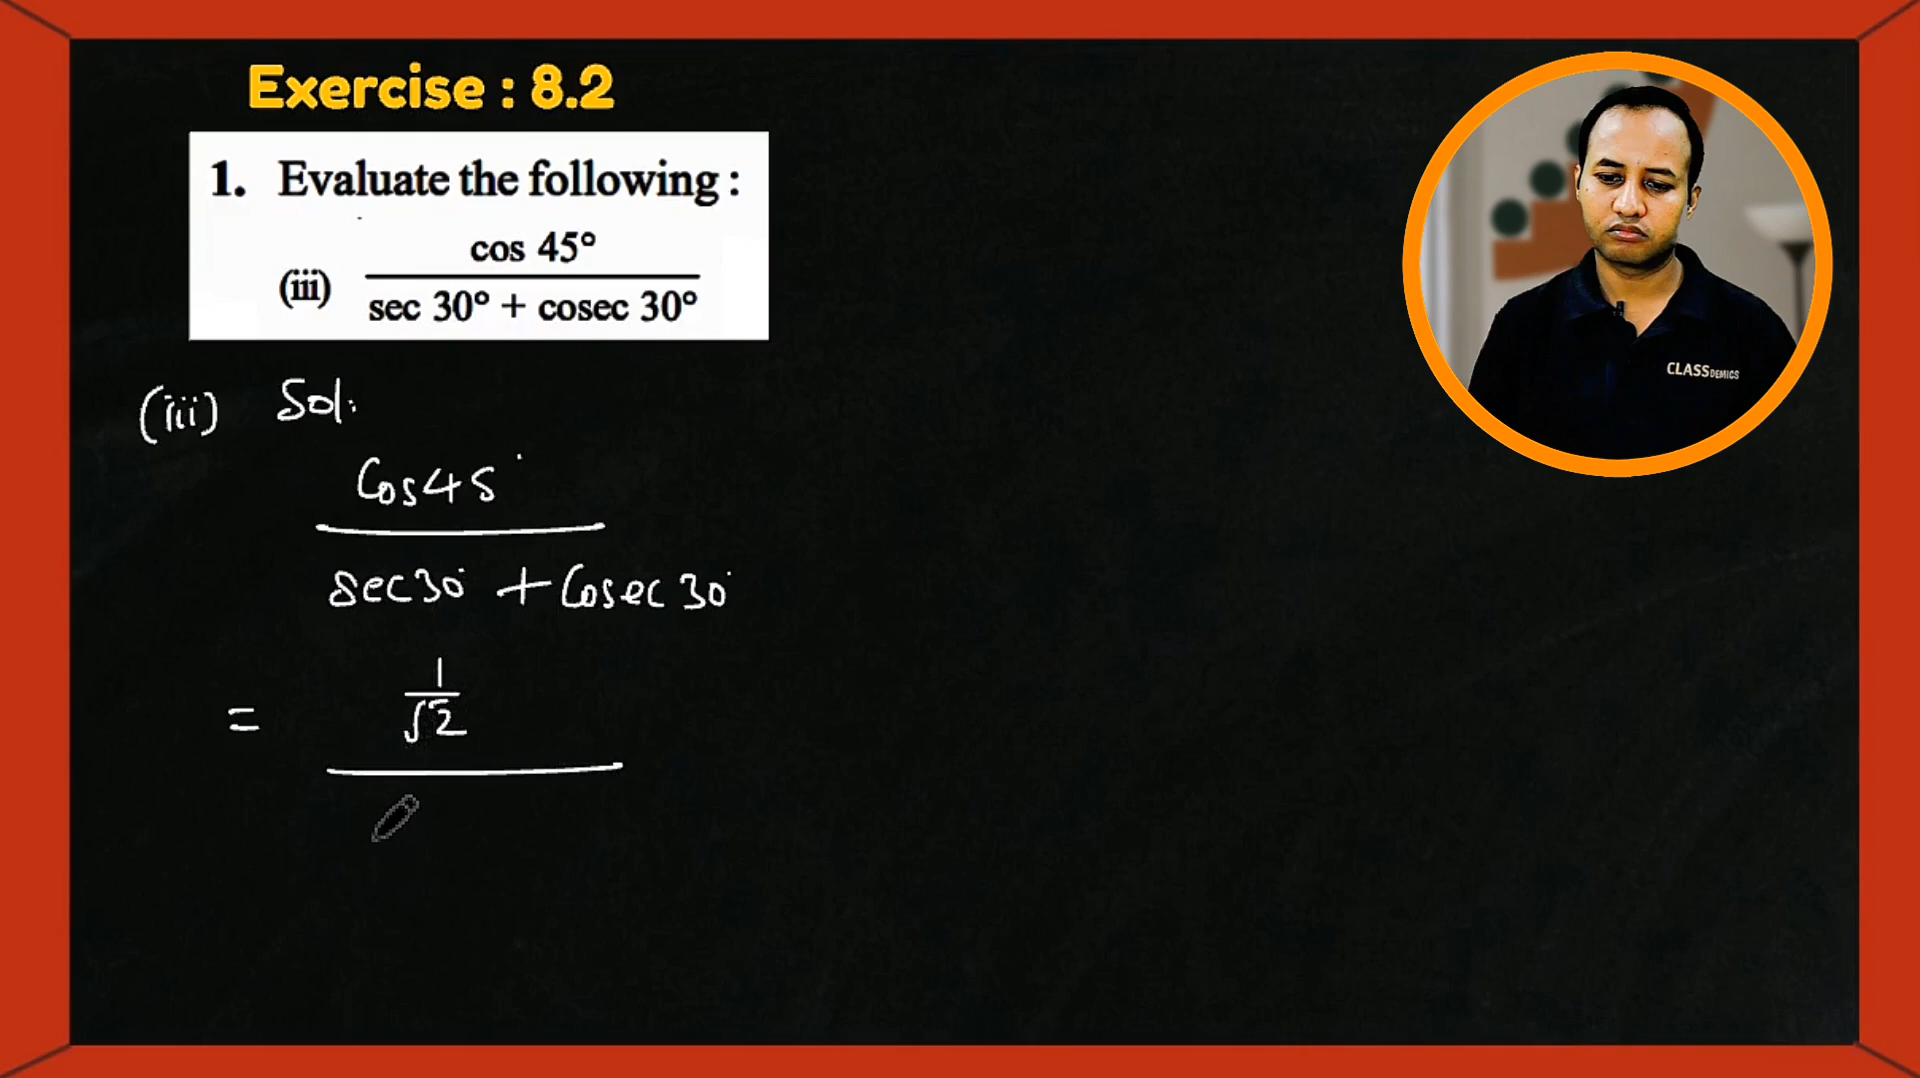 Exercise : 8.2
1. Evaluate the following :
(iii) cos 45°
sec 30° + cosec 30°
(iii) Sol:
Cos45°
sec30° + Cosec 30°
= 1
√2
CLASSDEMICS